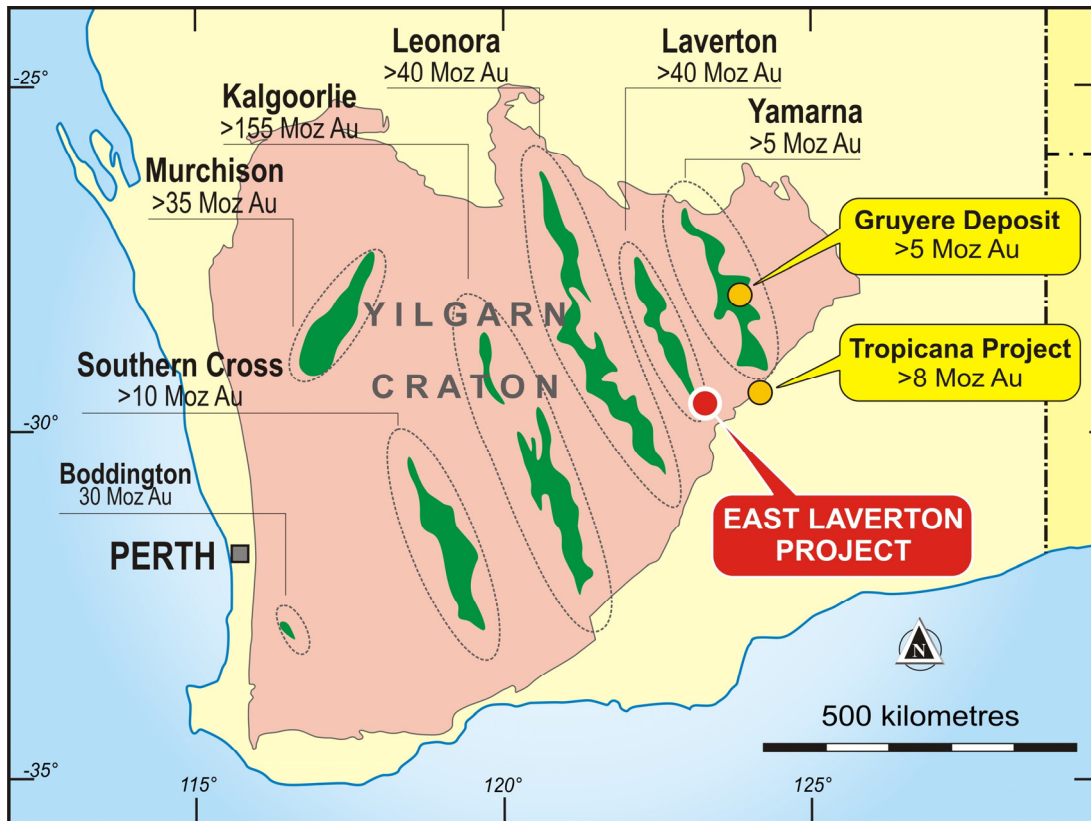 Leonora
>40 Moz Au
Laverton
>40 Moz Au
-25°
Kalgoorlie
>155 Moz Au
Yamarna
>5 Moz Au
Murchison
>35 Moz Au
Gruyere Deposit
>5 Moz Au
YILGARN
CRATON
Southern Cross
>10 Moz Au
Tropicana Project
>8 Moz Au
-30°
Boddington
30 Moz Au
EAST LAVERTON
PROJECT
PERTH
N
500 kilometres
-35°
115°
120°
125°